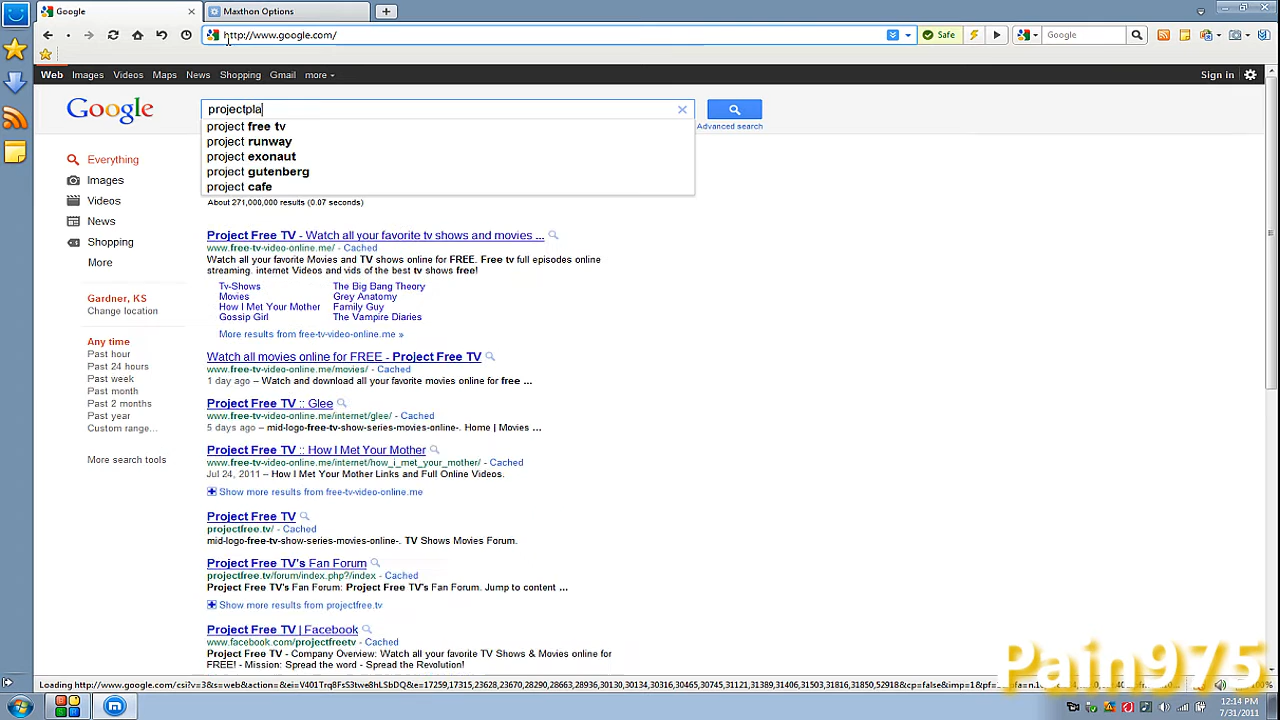 Google
Maxthon Options
http://www.google.com/
Safe
Google
Web Images Videos Maps News Shopping Gmail more
Sign in
Google
projectpla
Advanced search
project free tv
project runway
project exonaut
project gutenberg
project cafe
About 271,000,000 results (0.07 seconds)
Everything
Images
Videos
News
Shopping
More
Gardner, KS
Change location
Any time
Past hour
Past 24 hours
Past week
Past month
Past 2 months
Past year
Custom range...
More search tools
Project Free TV - Watch all your favorite tv shows and movies ...
www.free-tv-video-online.me/ - Cached
Watch all your favorite Movies and TV shows online for FREE. Free tv full episodes online
streaming. internet Videos and vids of the best tv shows free!
Tv-Shows The Big Bang Theory
Movies Grey Anatomy
How I Met Your Mother Family Guy
Gossip Girl The Vampire Diaries
More results from free-tv-video-online.me »
Watch all movies online for FREE - Project Free TV
www.free-tv-video-online.me/movies/ - Cached
1 day ago – Watch and download all your favorite movies online for free ...
Project Free TV :: Glee
www.free-tv-video-online.me/internet/glee/ - Cached
5 days ago – mid-logo-free-tv-show-series-movies-online-. Home | Movies ...
Project Free TV :: How I Met Your Mother
www.free-tv-video-online.me/internet/how_i_met_your_mother/ - Cached
Jul 24, 2011 – How I Met Your Mother Links and Full Online Videos.
Show more results from free-tv-video-online.me
Project Free TV
projectfree.tv/ - Cached
mid-logo-free-tv-show-series-movies-online-. TV Shows Movies Forum.
Project Free TV's Fan Forum
projectfree.tv/forum/index.php?/index - Cached
Project Free TV's Fan Forum: Project Free TV's Fan Forum. Jump to content ...
Show more results from projectfree.tv
Project Free TV | Facebook
www.facebook.com/projectfreetv - Cached
Project Free TV - Company Overview: Watch all your favorite TV Shows & Movies online for
FREE! - Mission: Spread the word - Spread the Revolution!
Pain975
12:14 PM
7/31/2011